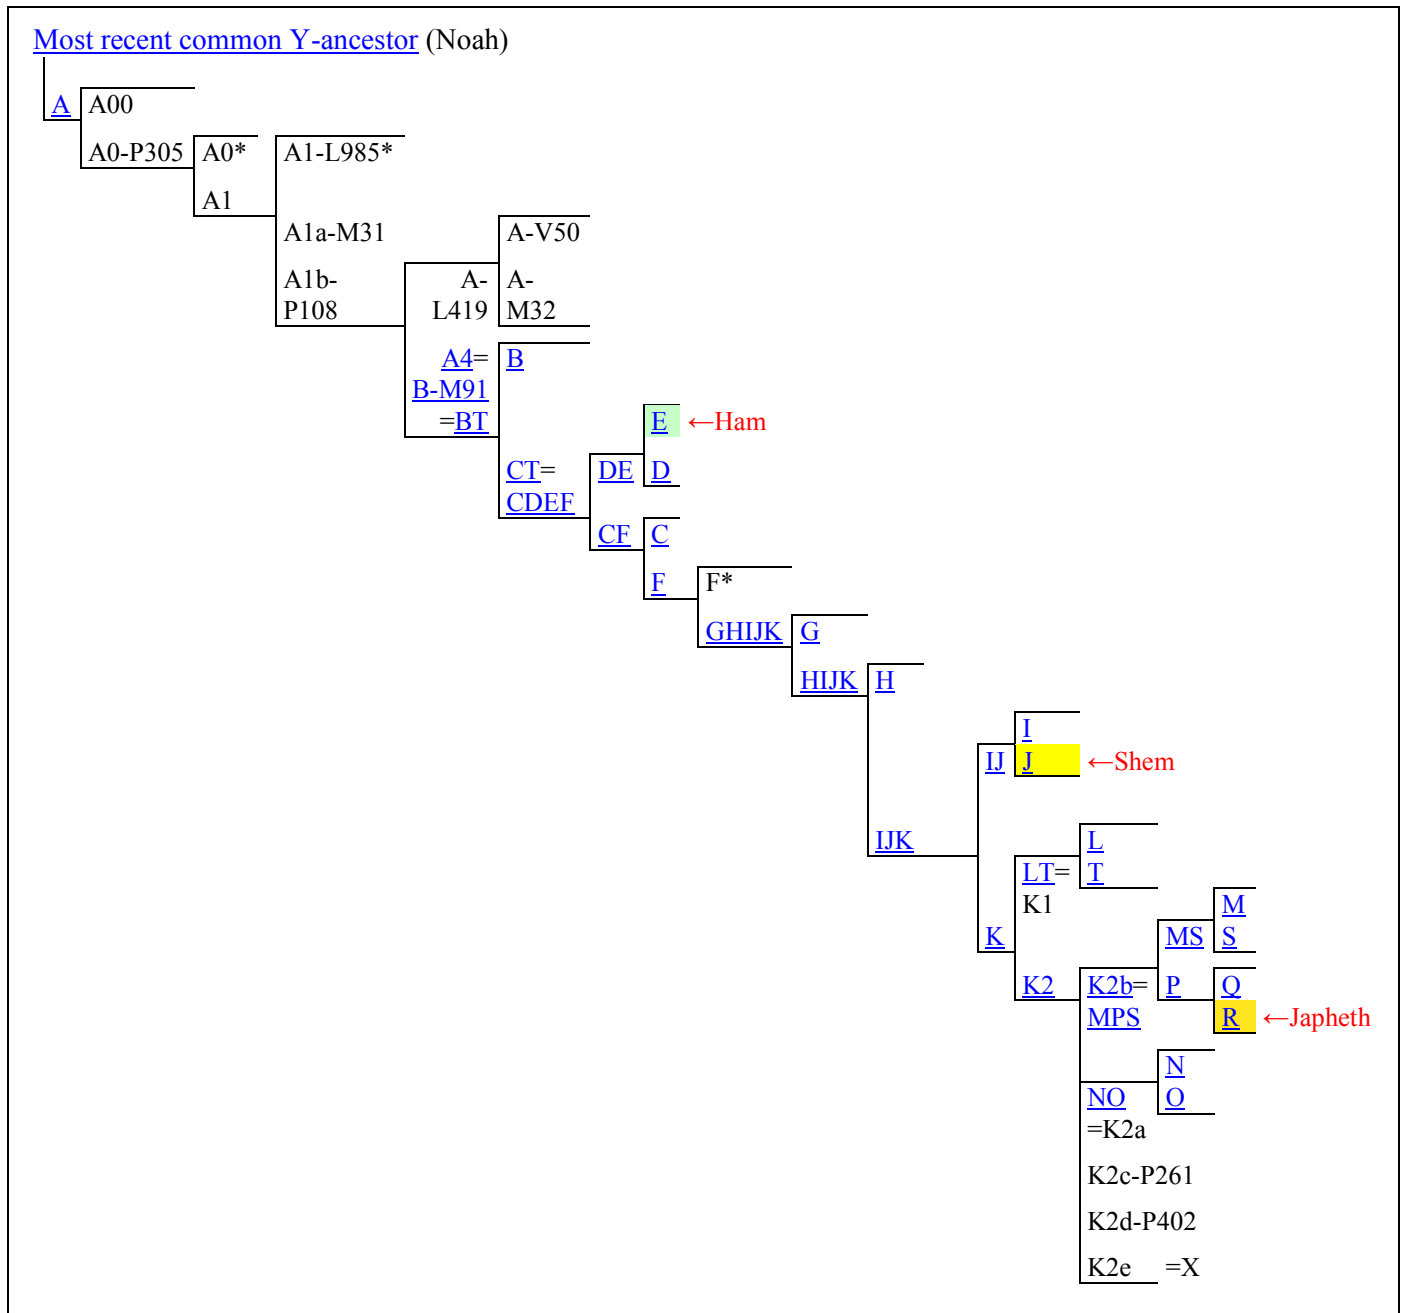 Most recent common Y-ancestor (Noah)
A A00
A0-P305 A0* A1-L985*
A1
A1a-M31 A-V50
A1b- A- A-
P108 L419 M32
A4= B
B-M91
=BT E ←Ham
CT= DE D
CDEF
CF C
F F*
GHIJK G
HIJK H
I
IJ J ←Shem
IJK L
LT= T
K1 M
K MS S
K2 K2b= P Q
MPS R ←Japheth
N
NO O
=K2a
K2c-P261
K2d-P402
K2e =X